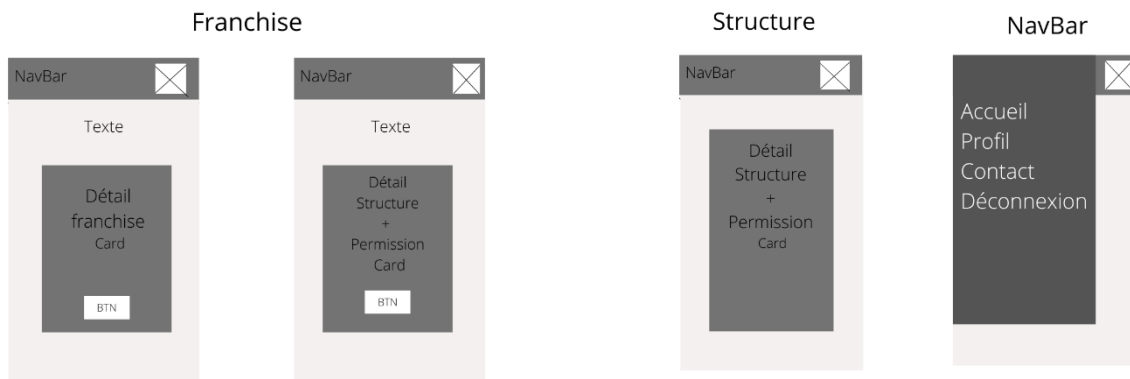 Franchise
Structure
NavBar
NavBar
Texte
Détail
franchise
Card
BTN
NavBar
Texte
Détail
Structure
+
Permission
Card
BTN
NavBar
Détail
Structure
+
Permission
Card
Accueil
Profil
Contact
Déconnexion